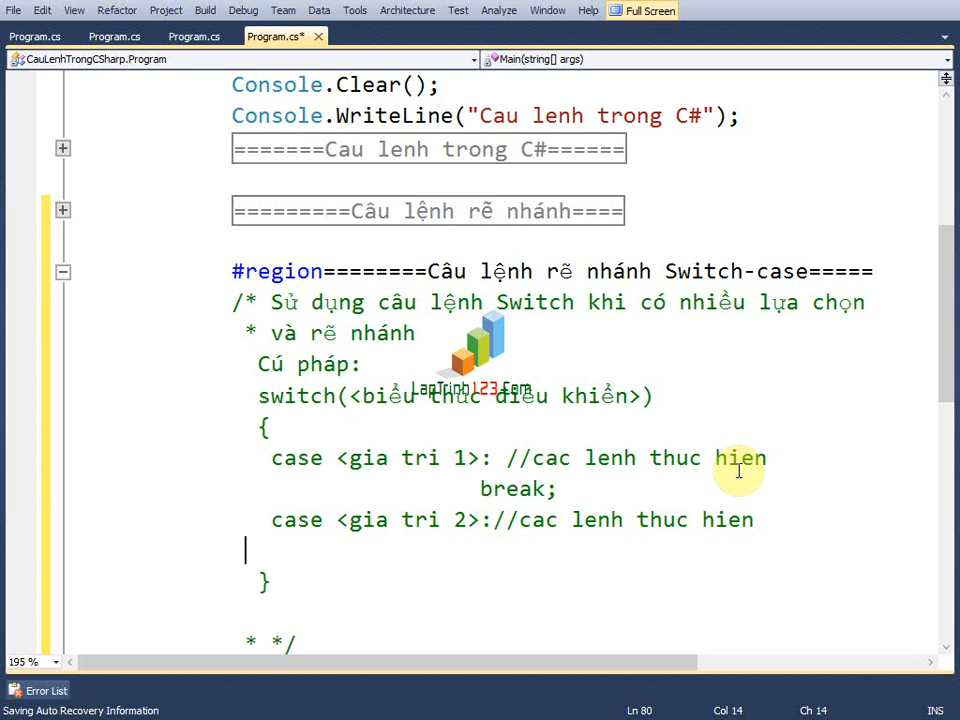 File Edit View Refactor Project Build Debug Team Data Tools Architecture Test Analyze Window Help Full Screen
Program.cs Program.cs Program.cs Program.cs*
CauLenhTrongCSharp.Program Main(string[] args)
Console.Clear();
Console.WriteLine("Cau lenh trong C#");
=======Cau lenh trong C#======
=========Câu lệnh rẽ nhánh====
#region========Câu lệnh rẽ nhánh Switch-case=====
/* Sử dụng câu lệnh Switch khi có nhiều lựa chọn
* và rẽ nhánh
Cú pháp:
LapTrinh123.Com
switch(<biểu thức điều khiển>)
{
case <gia tri 1>: //cac lenh thuc hien
break;
case <gia tri 2>://cac lenh thuc hien
}
* */
195 %
Error List
Saving Auto Recovery Information Ln 80 Col 14 Ch 14 INS